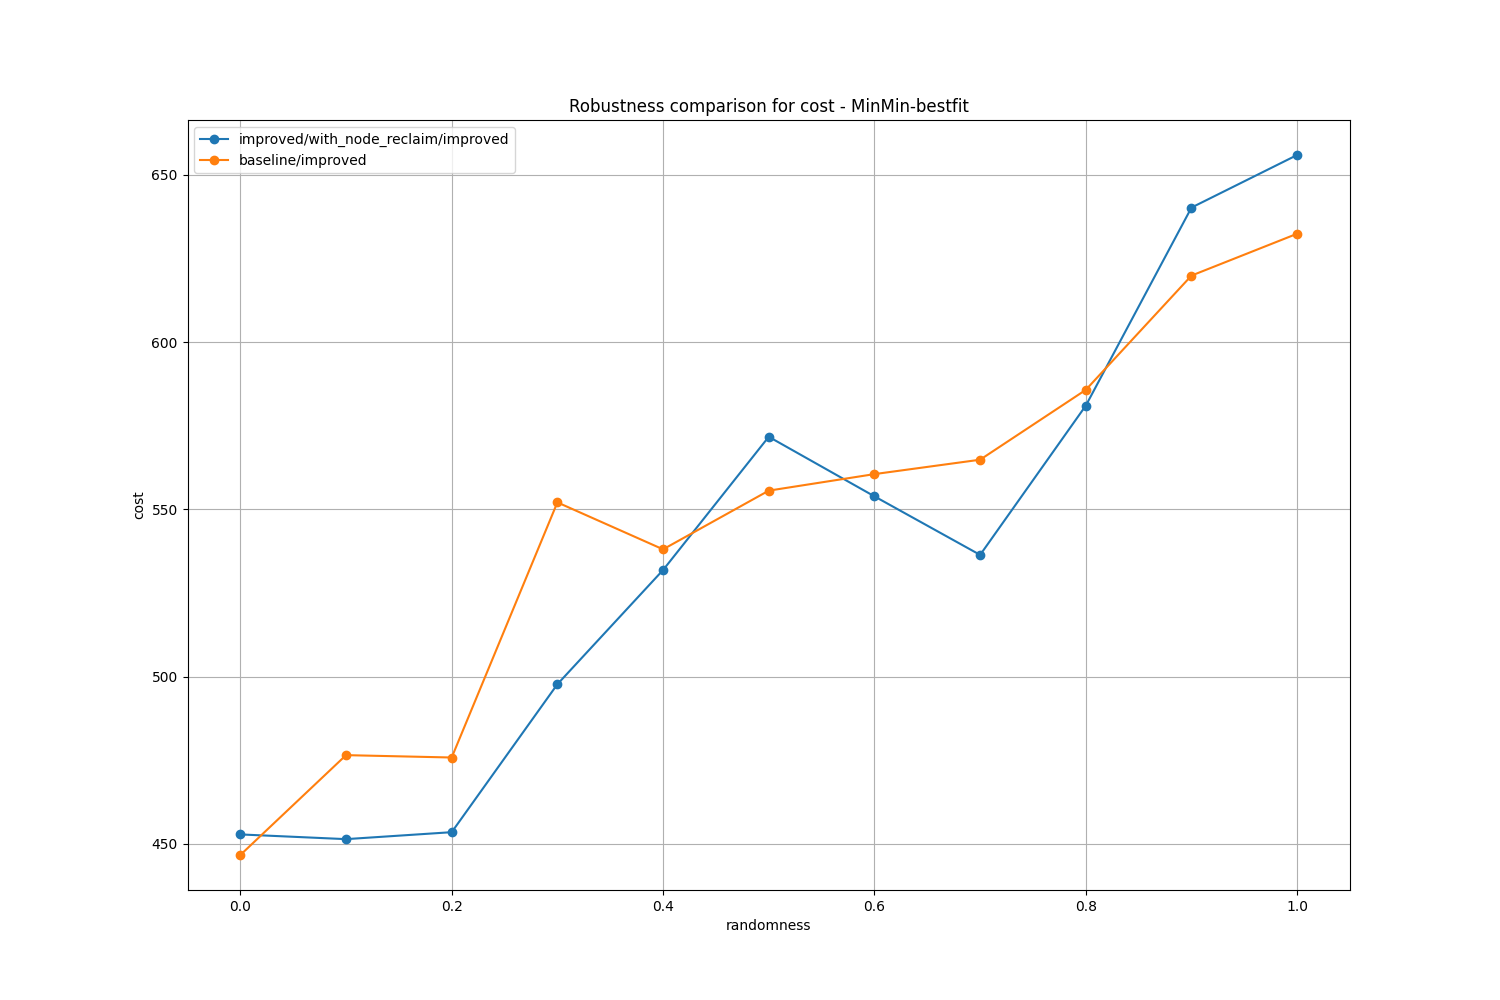 Robustness comparison for cost - MinMin-bestfit
improved/with_node_reclaim/improved
baseline/improved
650
600
550
500
450
cost
0.0 0.2 0.4 0.6 0.8 1.0
randomness